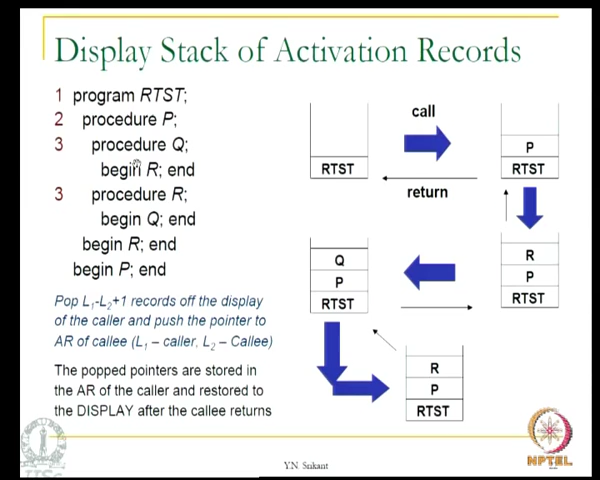 Display Stack of Activation Records
1 program RTST;
2 procedure P;
3 procedure Q;
begin R; end
3 procedure R;
begin Q; end
begin R; end
begin P; end
Pop L1-L2+1 records off the display
of the caller and push the pointer to
AR of callee (L1 – caller, L2 – Callee)
The popped pointers are stored in
the AR of the caller and restored to
the DISPLAY after the callee returns
call
return
RTST
P
RTST
R
P
RTST
Q
P
RTST
R
P
RTST
Y.N. Srikant
NPTEL